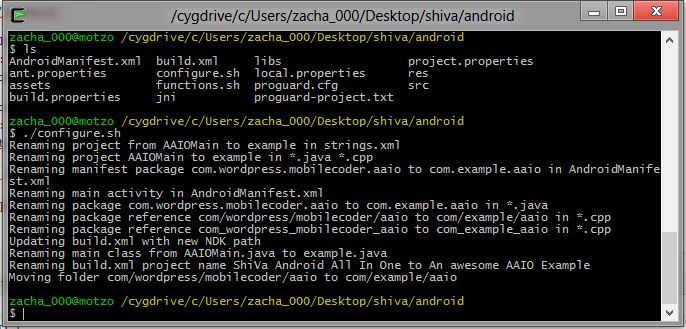 /cygdrive/c/Users/zacha_000/Desktop/shiva/android
zacha_000@motzo /cygdrive/c/Users/zacha_000/Desktop/shiva/android
$ ls
AndroidManifest.xml build.xml libs project.properties
ant.properties configure.sh local.properties res
assets functions.sh proguard.cfg src
build.properties jni proguard-project.txt
zacha_000@motzo /cygdrive/c/Users/zacha_000/Desktop/shiva/android
$ ./configure.sh
Renaming project from AAIOMain to example in strings.xml
Renaming project AAIOMain to example in *.java *.cpp
Renaming manifest package com.wordpress.mobilecoder.aaio to com.example.aaio in AndroidManife
st.xml
Renaming main activity in AndroidManifest.xml
Renaming package com.wordpress.mobilecoder.aaio to com.example.aaio in *.java
Renaming package reference com/wordpress/mobilecoder/aaio to com/example/aaio in *.cpp
Renaming package reference com_wordpress_mobilecoder_aaio to com_example_aaio in *.cpp
Updating build.xml with new NDK path
Renaming main class from AAIOMain.java to example.java
Renaming build.xml project name ShiVa Android All In One to An awesome AAIO Example
Moving folder com/wordpress/mobilecoder/aaio to com/example/aaio
zacha_000@motzo /cygdrive/c/Users/zacha_000/Desktop/shiva/android
$